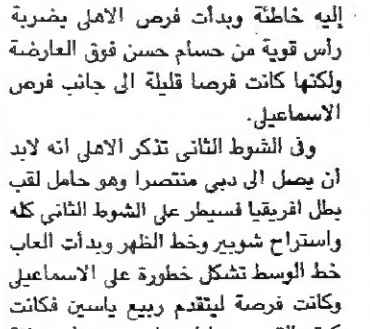 إليه خاطئة وبدأت فرص الاهلى بضربة
رأس قوية من حسام حسن فوق العارضة
ولكنها كانت فرصا قليلة الى جانب فرص
الاسماعيلى.
وفى الشوط الثانى تذكر الاهلى انه لابد
أن يصل الى دبى منتصرا وهو حامل لقب
بطل افريقيا فسيطر على الشوط الثانى كله
واستراح شوبير وخط الظهر وبدأت العاب
خط الوسط تشكل خطورة على الاسماعيلى
وكانت فرصة ليتقدم ربيع ياسين فكانت